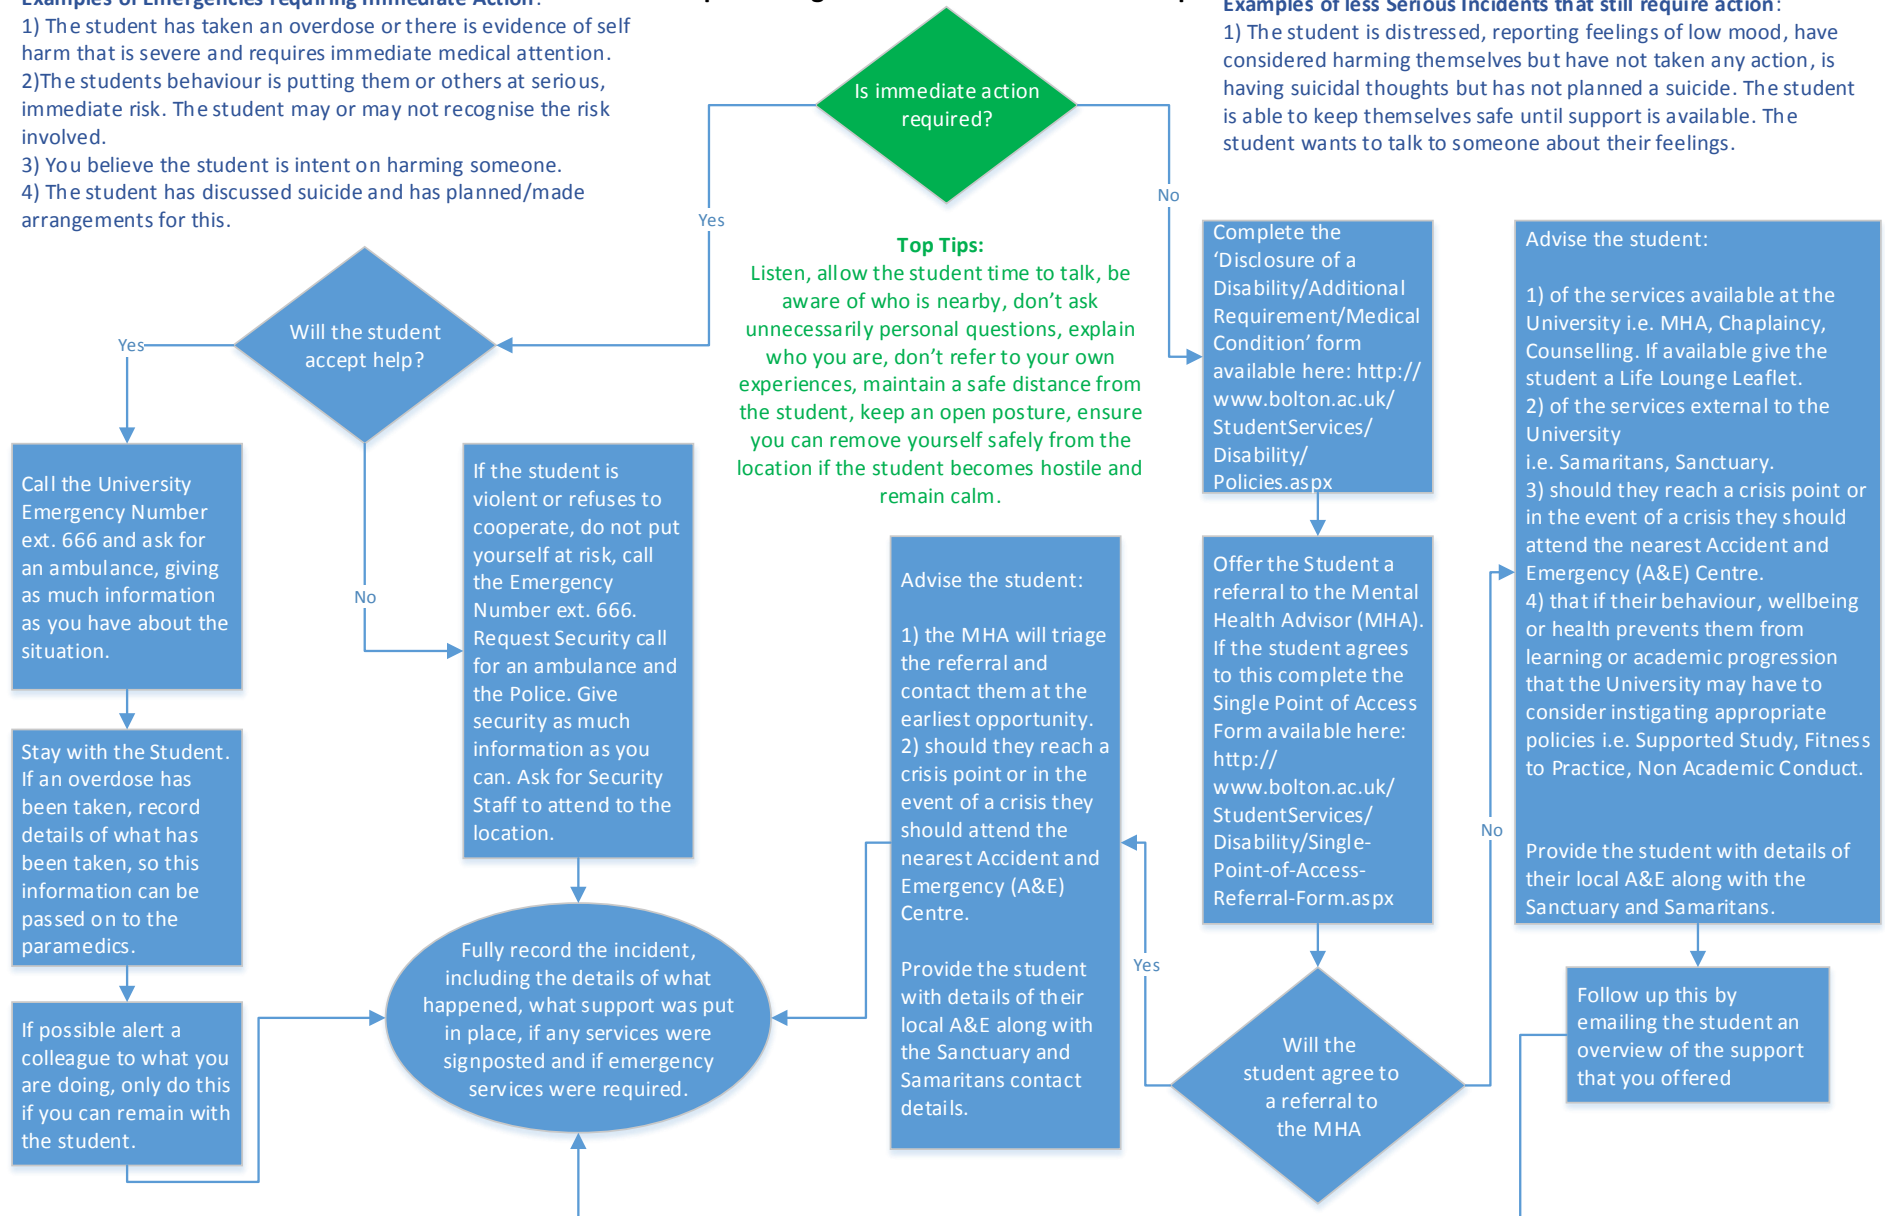 1) The student has taken an overdose or there is evidence of self
harm that is severe and requires immediate medical attention.
2)The students behaviour is putting them or others at serious,
immediate risk. The student may or may not recognise the risk
involved.
3) You believe the student is intent on harming someone.
4) The student has discussed suicide and has planned/made
arrangements for this.
Is immediate action
required?
Examples of less Serious Incidents that still require action:
1) The student is distressed, reporting feelings of low mood, have
considered harming themselves but have not taken any action, is
having suicidal thoughts but has not planned a suicide. The student
is able to keep themselves safe until support is available. The
student wants to talk to someone about their feelings.
Yes
No
Top Tips:
Listen, allow the student time to talk, be
aware of who is nearby, don’t ask
unnecessarily personal questions, explain
who you are, don’t refer to your own
experiences, maintain a safe distance from
the student, keep an open posture, ensure
you can remove yourself safely from the
location if the student becomes hostile and
remain calm.
Will the student
accept help?
Yes
No
Call the University
Emergency Number
ext. 666 and ask for
an ambulance, giving
as much information
as you have about the
situation.
Stay with the Student.
If an overdose has
been taken, record
details of what has
been taken, so this
information can be
passed on to the
paramedics.
If possible alert a
colleague to what you
are doing, only do this
if you can remain with
the student.
If the student is
violent or refuses to
cooperate, do not put
yourself at risk, call
the Emergency
Number ext. 666.
Request Security call
for an ambulance and
the Police. Give
security as much
information as you
can. Ask for Security
Staff to attend to the
location.
Fully record the incident,
including the details of what
happened, what support was put
in place, if any services were
signposted and if emergency
services were required.
Complete the
‘Disclosure of a
Disability/Additional
Requirement/Medical
Condition’ form
available here: http://
www.bolton.ac.uk/
StudentServices/
Disability/
Policies.aspx
Offer the Student a
referral to the Mental
Health Advisor (MHA).
If the student agrees
to this complete the
Single Point of Access
Form available here:
http://
www.bolton.ac.uk/
StudentServices/
Disability/Single-
Point-of-Access-
Referral-Form.aspx
Will the
student agree to
a referral to
the MHA
Yes
No
Advise the student:
1) the MHA will triage
the referral and
contact them at the
earliest opportunity.
2) should they reach a
crisis point or in the
event of a crisis they
should attend the
nearest Accident and
Emergency (A&E)
Centre.
Provide the student
with details of their
local A&E along with
the Sanctuary and
Samaritans contact
details.
Advise the student:
1) of the services available at the
University i.e. MHA, Chaplaincy,
Counselling. If available give the
student a Life Lounge Leaflet.
2) of the services external to the
University
i.e. Samaritans, Sanctuary.
3) should they reach a crisis point or
in the event of a crisis they should
attend the nearest Accident and
Emergency (A&E) Centre.
4) that if their behaviour, wellbeing
or health prevents them from
learning or academic progression
that the University may have to
consider instigating appropriate
policies i.e. Supported Study, Fitness
to Practice, Non Academic Conduct.
Provide the student with details of
their local A&E along with the
Sanctuary and Samaritans.
Follow up this by
emailing the student an
overview of the support
that you offered